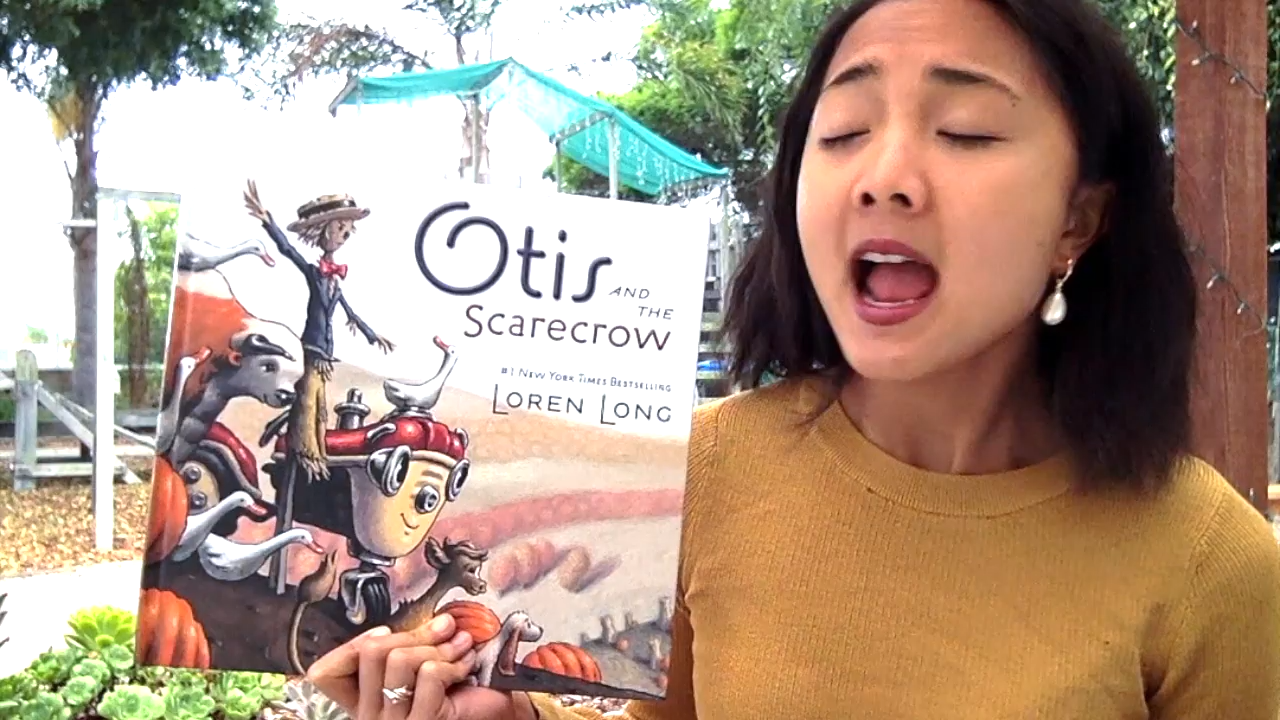 Otis AND
THE
Scarecrow
#1 NEW YORK TIMES BESTSELLING
LOREN LONG